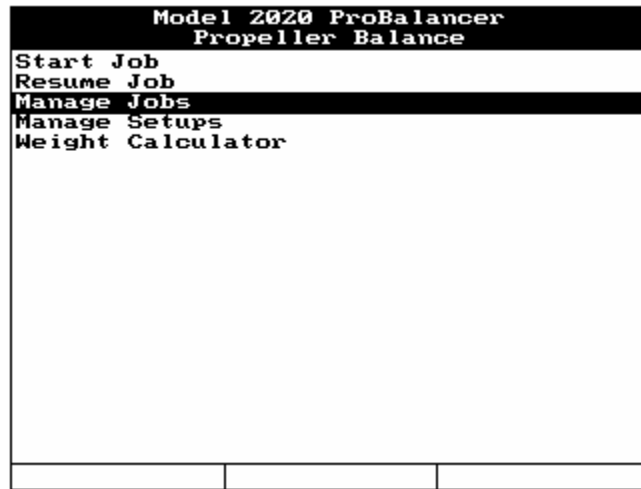 Model 2020 ProBalancer
Propeller Balance
Start Job
Resume Job
Manage Jobs
Manage Setups
Weight Calculator